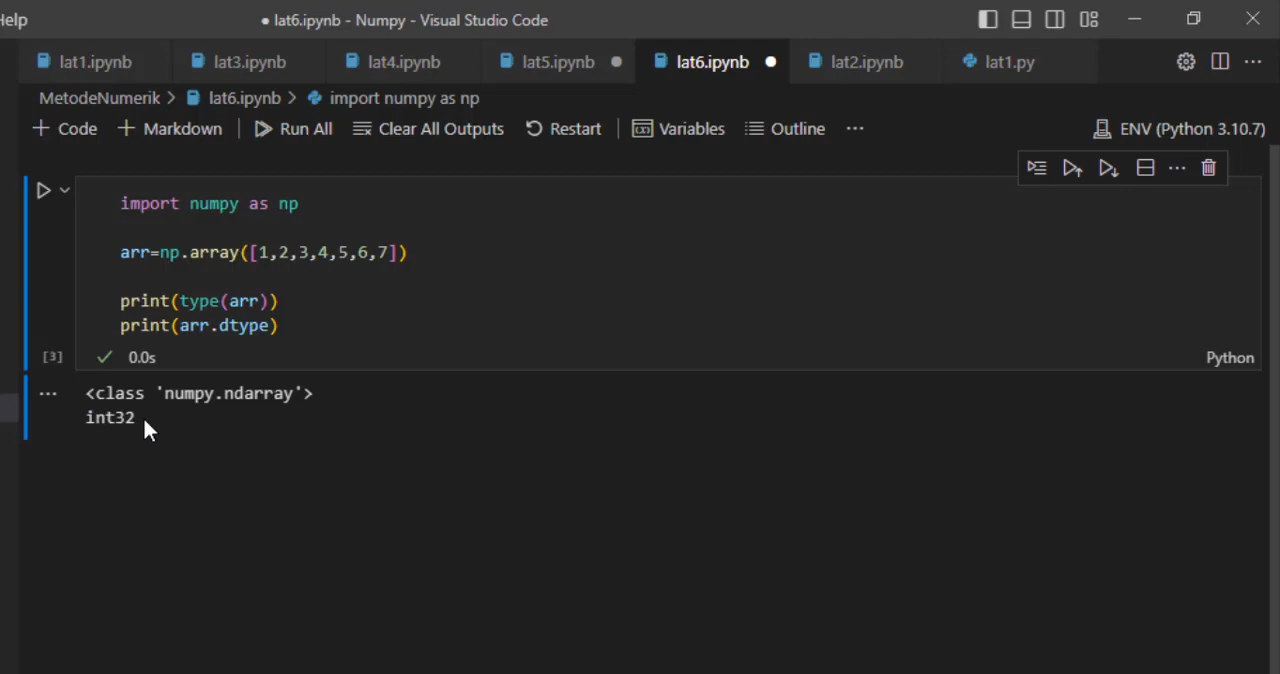 Help
● lat6.ipynb - Numpy - Visual Studio Code
lat1.ipynb lat3.ipynb lat4.ipynb lat5.ipynb ● lat6.ipynb ● lat2.ipynb lat1.py
MetodeNumerik > lat6.ipynb > import numpy as np
+ Code + Markdown Run All Clear All Outputs Restart Variables Outline ··· ENV (Python 3.10.7)
import numpy as np
arr=np.array([1,2,3,4,5,6,7])
print(type(arr))
print(arr.dtype)
[3] ✓ 0.0s Python
··· <class 'numpy.ndarray'>
int32